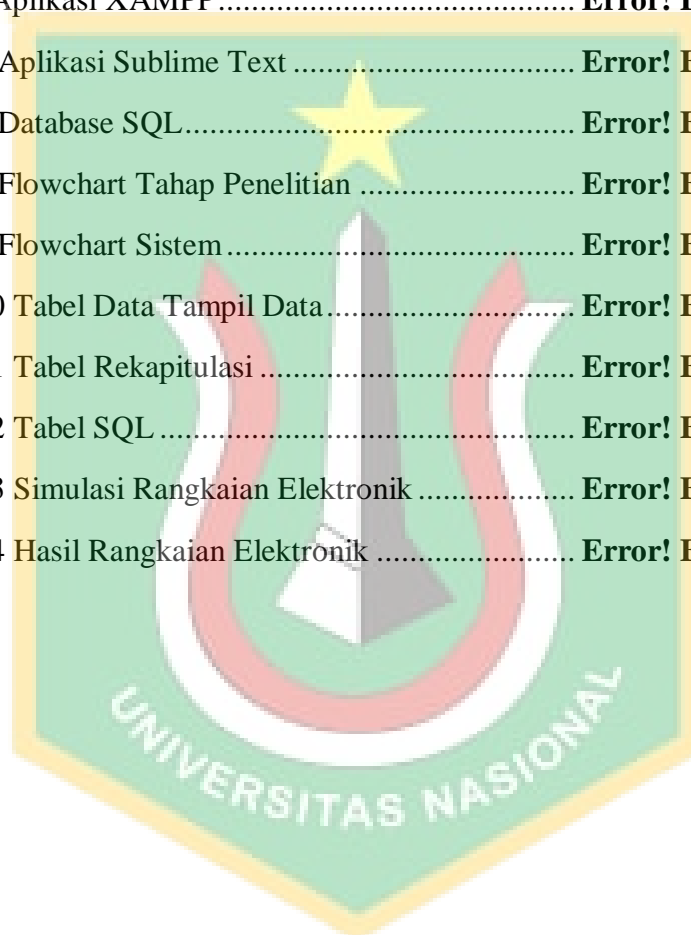 Aplikasi XAMPP.................................... Error!
Aplikasi Sublime Text ............................ Error!
Database SQL....................................... Error!
Flowchart Tahap Penelitian ..................... Error!
Flowchart Sistem................................... Error!
0 Tabel Data Tampil Data......................... Error!
Tabel Rekapitulasi ................................ Error!
2 Tabel SQL .......................................... Error!
3 Simulasi Rangkaian Elektronik ................ Error!
4 Hasil Rangkaian Elektronik ..................... Error!
UNIVERSITAS NASIONAL